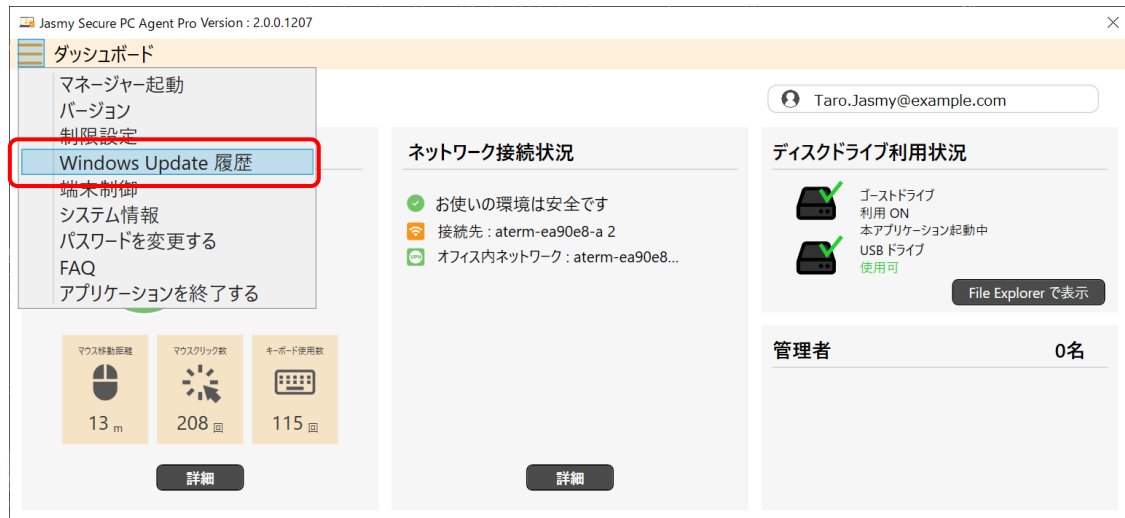 Jasmy Secure PC Agent Pro Version : 2.0.0.1207
ダッシュボード
マネージャー起動
バージョン
制限設定
Windows Update 履歴
端末制御
システム情報
パスワードを変更する
FAQ
アプリケーションを終了する
Taro.Jasmy@example.com
マウス移動距離
マウスクリック数
キーボード使用数
13 m
208 回
115 回
詳細
ネットワーク接続状況
お使いの環境は安全です
接続先 : aterm-ea90e8-a 2
VPN
オフィス内ネットワーク : aterm-ea90e8...
詳細
ディスクドライブ利用状況
ゴーストドライブ
利用 ON
本アプリケーション起動中
USB ドライブ
使用可
File Explorer で表示
管理者
0名